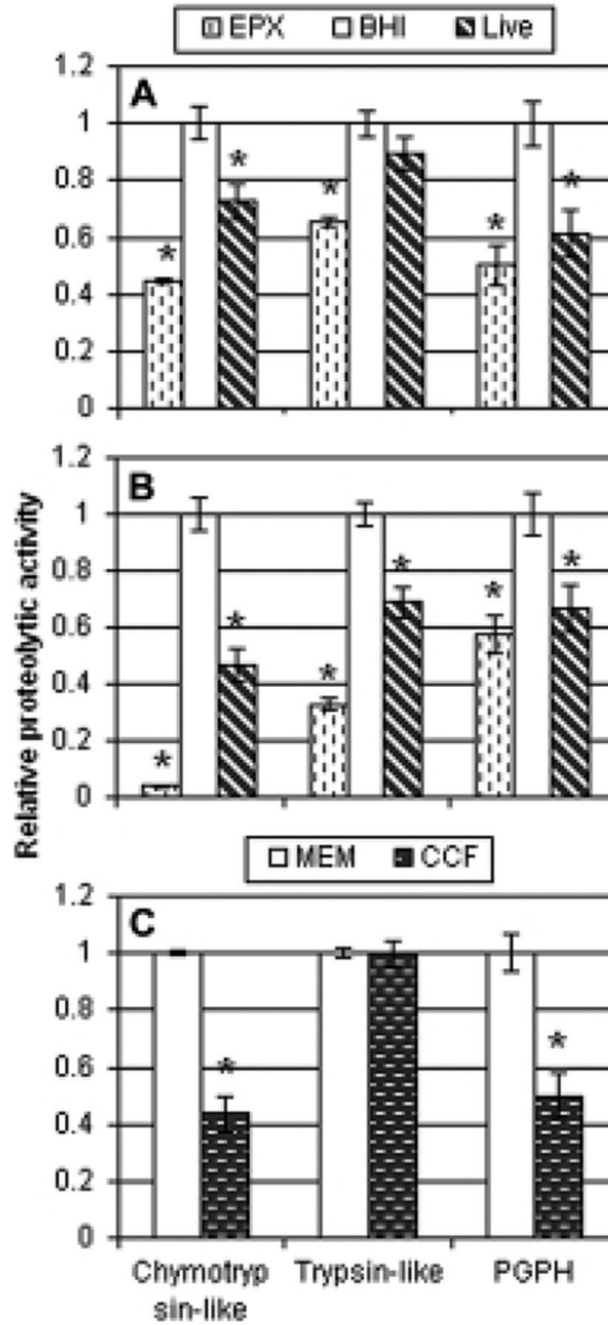 EPX BHI Live
1.2
A
1
0.8
0.6
0.4
0.2
0
* * * * *
Relative proteolytic activity
1.2
B
1
0.8
0.6
0.4
0.2
0
* * * * * *
MEM CCF
1.2
C
1
0.8
0.6
0.4
0.2
0
* *
Chymotryp Trypsin-like PGPH
sin-like